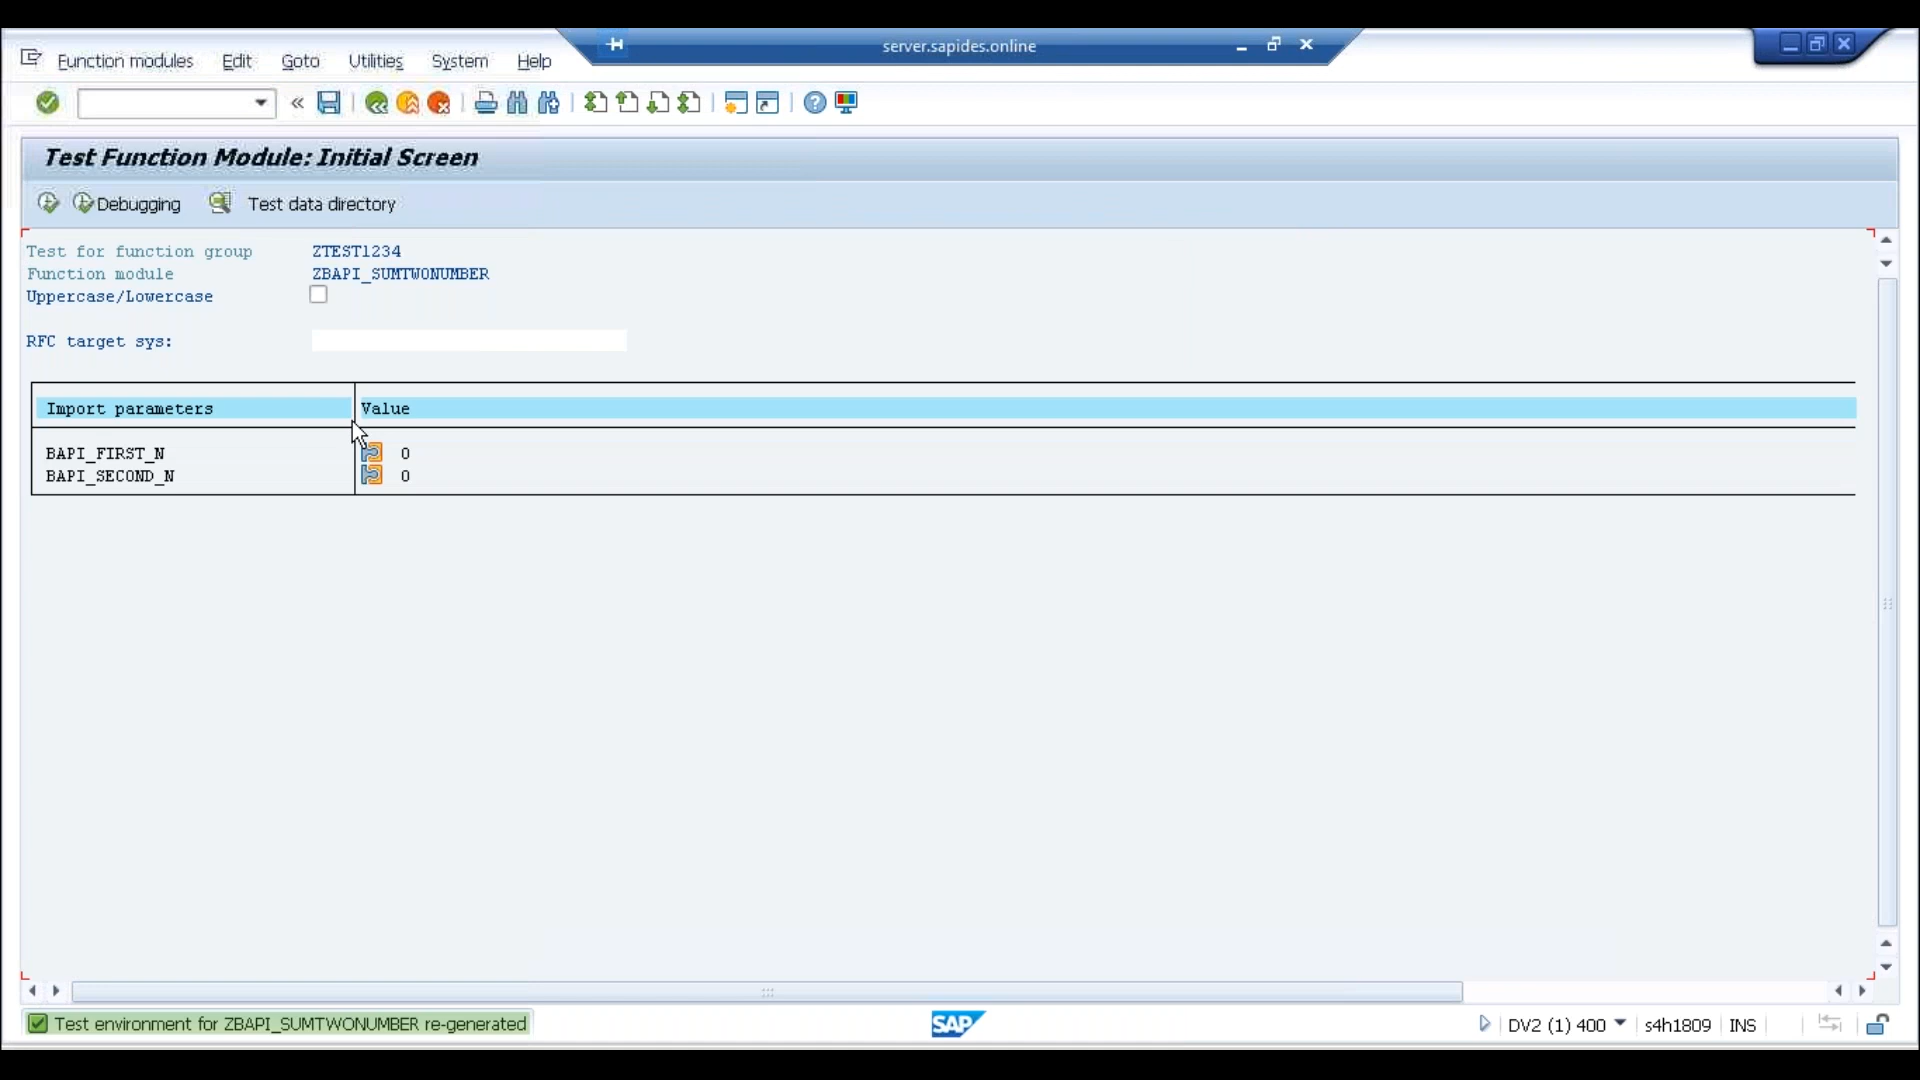 server.sapides.online
Function modules Edit Goto Utilities System Help
Test Function Module: Initial Screen
Debugging Test data directory
Test for function group ZTEST1234
Function module ZBAPI_SUMTWONUMBER
Uppercase/Lowercase
RFC target sys:
Import parameters Value
BAPI_FIRST_N 0
BAPI_SECOND_N 0
Test environment for ZBAPI_SUMTWONUMBER re-generated SAP DV2 (1) 400 s4h1809 INS